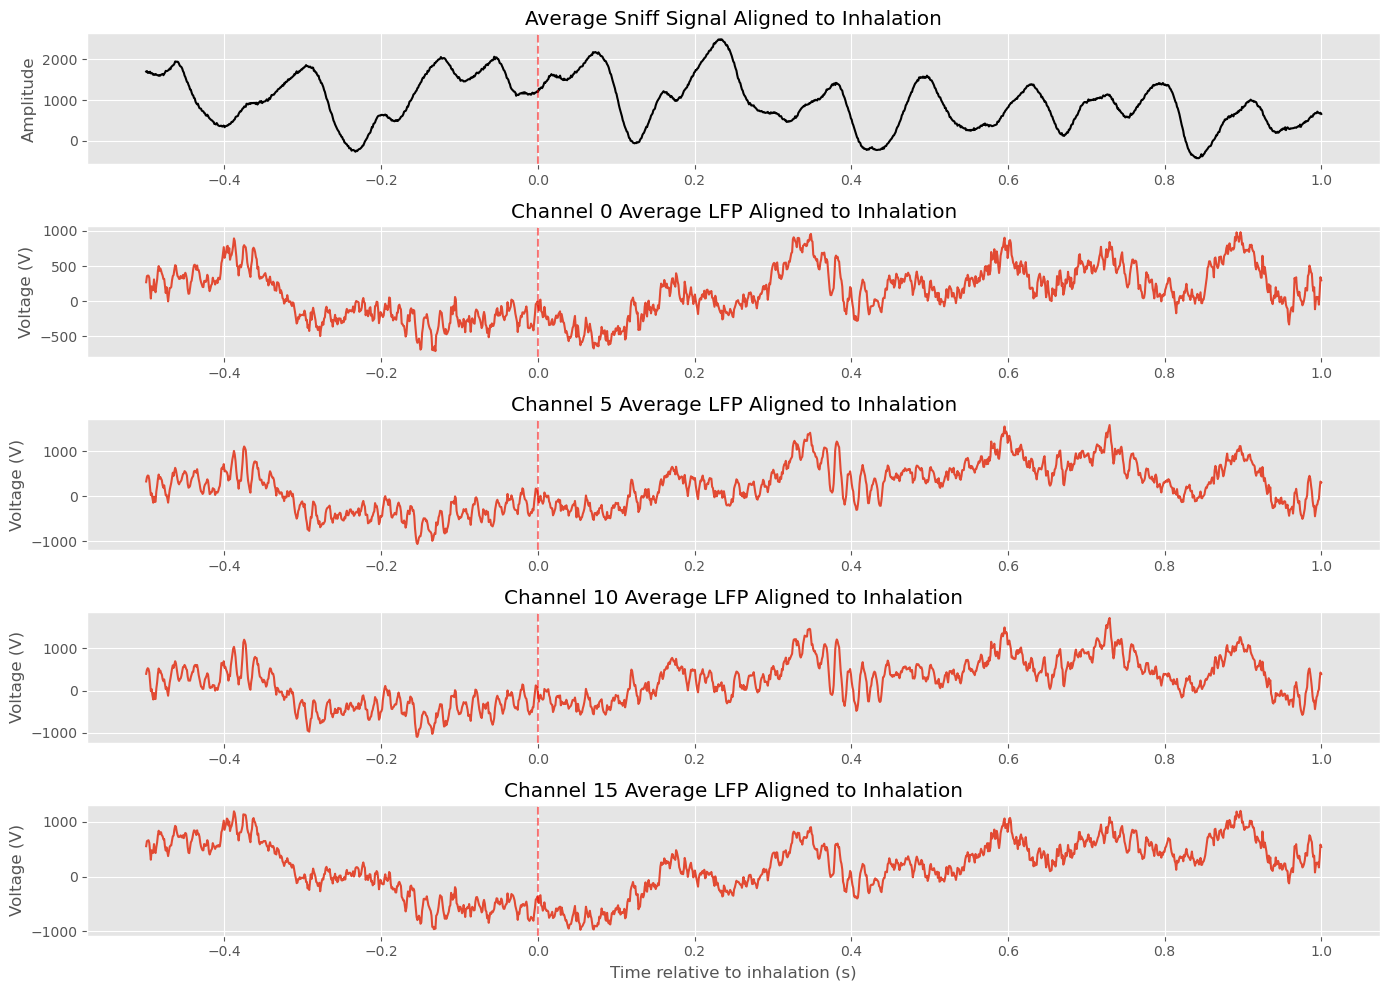 Average Sniff Signal Aligned to Inhalation
Amplitude
2000
1000
0
−0.4 −0.2 0.0 0.2 0.4 0.6 0.8 1.0
Channel 0 Average LFP Aligned to Inhalation
Voltage (V)
1000
500
0
−500
−0.4 −0.2 0.0 0.2 0.4 0.6 0.8 1.0
Channel 5 Average LFP Aligned to Inhalation
Voltage (V)
1000
0
−1000
−0.4 −0.2 0.0 0.2 0.4 0.6 0.8 1.0
Channel 10 Average LFP Aligned to Inhalation
Voltage (V)
1000
0
−1000
−0.4 −0.2 0.0 0.2 0.4 0.6 0.8 1.0
Channel 15 Average LFP Aligned to Inhalation
Voltage (V)
1000
0
−1000
−0.4 −0.2 0.0 0.2 0.4 0.6 0.8 1.0
Time relative to inhalation (s)